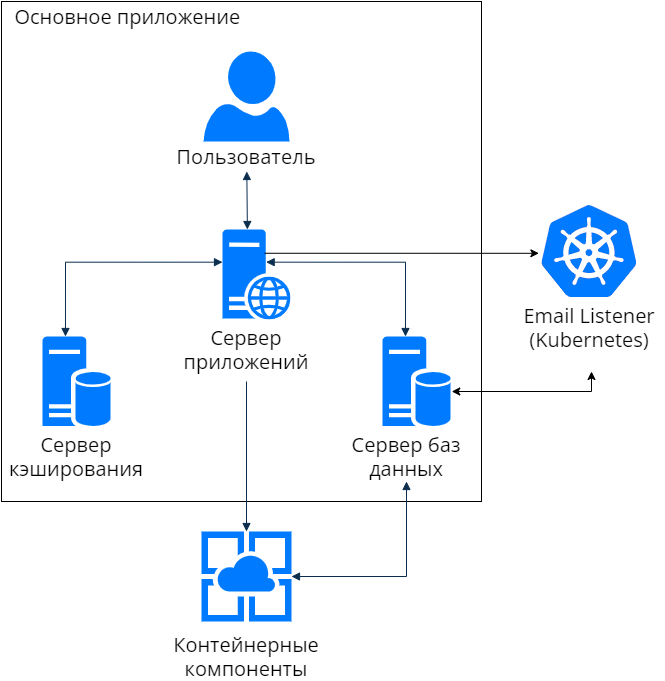 Основное приложение
Пользователь
Сервер
приложений
Email Listener
(Kubernetes)
Сервер
кэширования
Сервер баз
данных
Контейнерные
компоненты